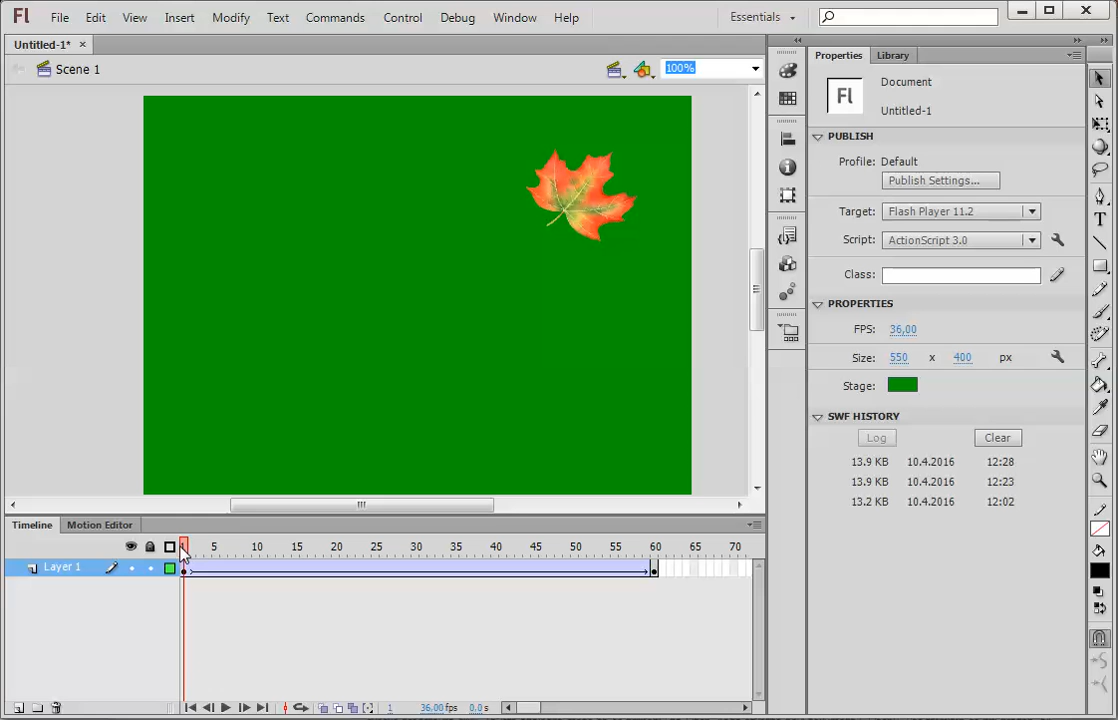 Fl File Edit View Insert Modify Text Commands Control Debug Window Help Essentials
Untitled-1* ×
Scene 1 100%
Properties Library
Fl Document
Untitled-1
PUBLISH
Profile: Default
Publish Settings...
Target: Flash Player 11.2
Script: ActionScript 3.0
Class:
PROPERTIES
FPS: 36,00
Size: 550 x 400 px
Stage:
SWF HISTORY
Log Clear
13.9 KB 10.4.2016 12:28
13.9 KB 10.4.2016 12:23
13.2 KB 10.4.2016 12:02
Timeline Motion Editor
1 5 10 15 20 25 30 35 40 45 50 55 60 65 70
Layer 1
1 36,00 fps 0,0 s